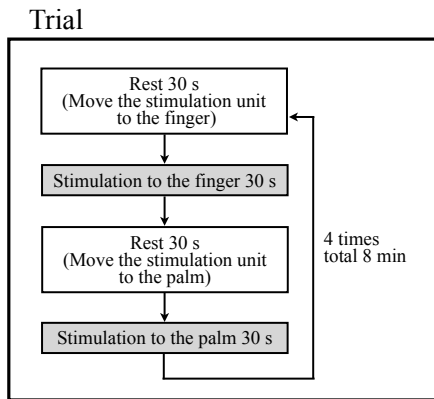 Trial
Rest 30 s
(Move the stimulation unit
to the finger)
Stimulation to the finger 30 s
Rest 30 s
(Move the stimulation unit
to the palm)
Stimulation to the palm 30 s
4 times
total 8 min